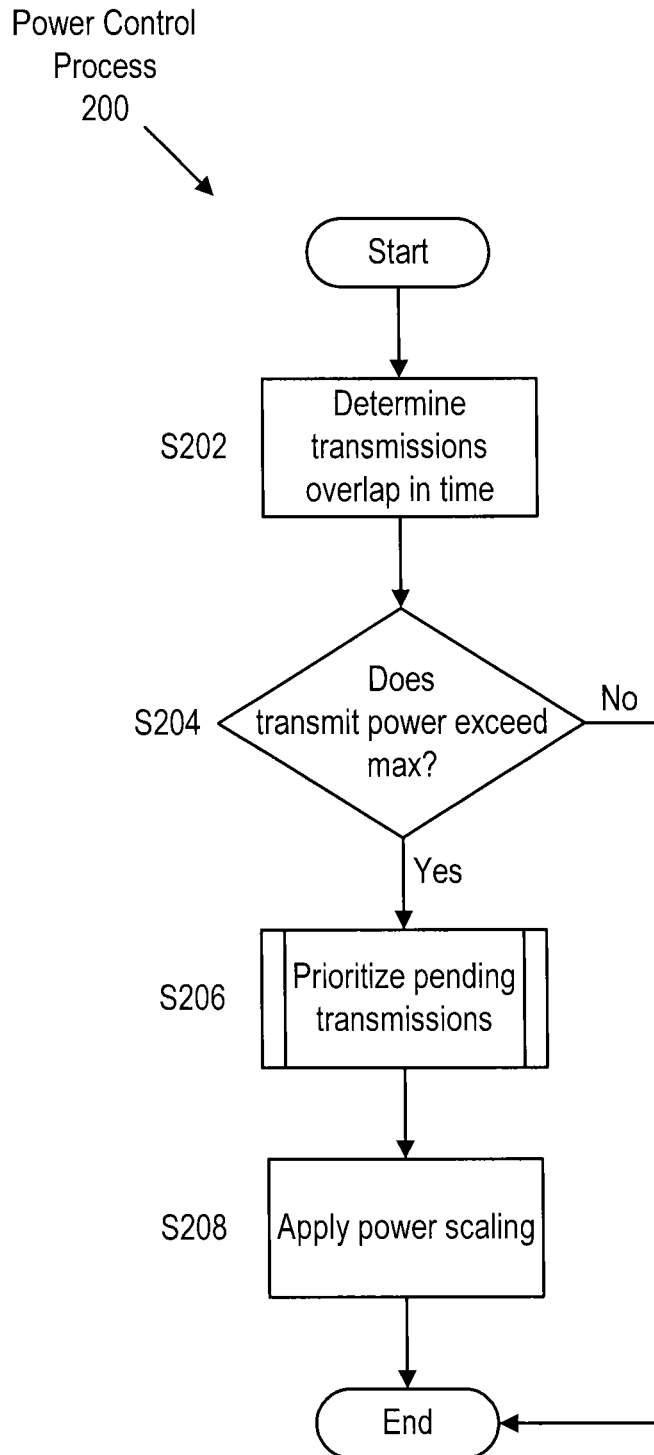 Power Control
Process
200
Start
S202
Determine
transmissions
overlap in time
S204
Does
transmit power exceed
max?
No
Yes
S206
Prioritize pending
transmissions
S208
Apply power scaling
End